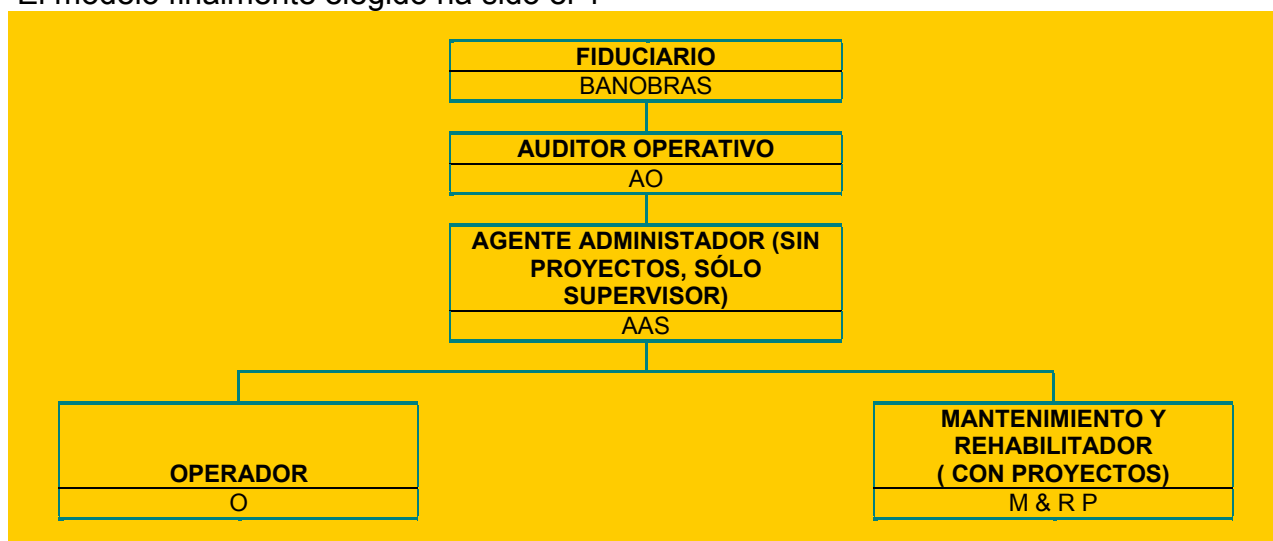 El modelo finalmente elegido ha sido el
FIDUCIARIO
BANOBRAS
AUDITOR OPERATIVO
AO
AGENTE ADMINISTADOR (SIN
PROYECTOS, SÓLO
SUPERVISOR)
AAS
OPERADOR
O
MANTENIMIENTO Y
REHABILITADOR
( CON PROYECTOS)
M & R P